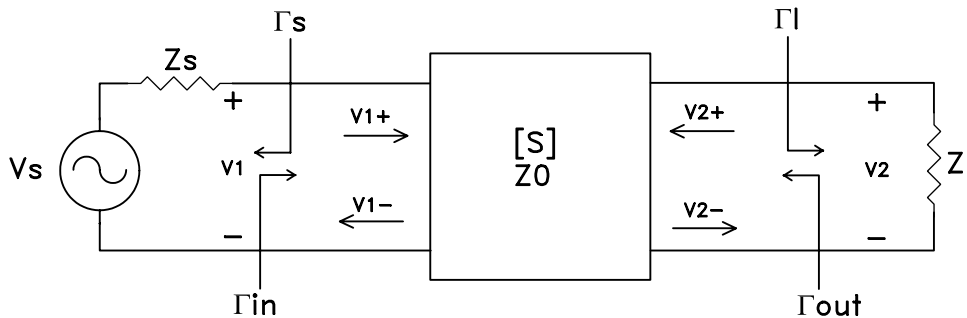 Γs
Γl
Zs
+
+
V1+
V2+
[S]
Z0
Vs
V1
V2
Z
V1-
V2-
−
−
Γin
Γout